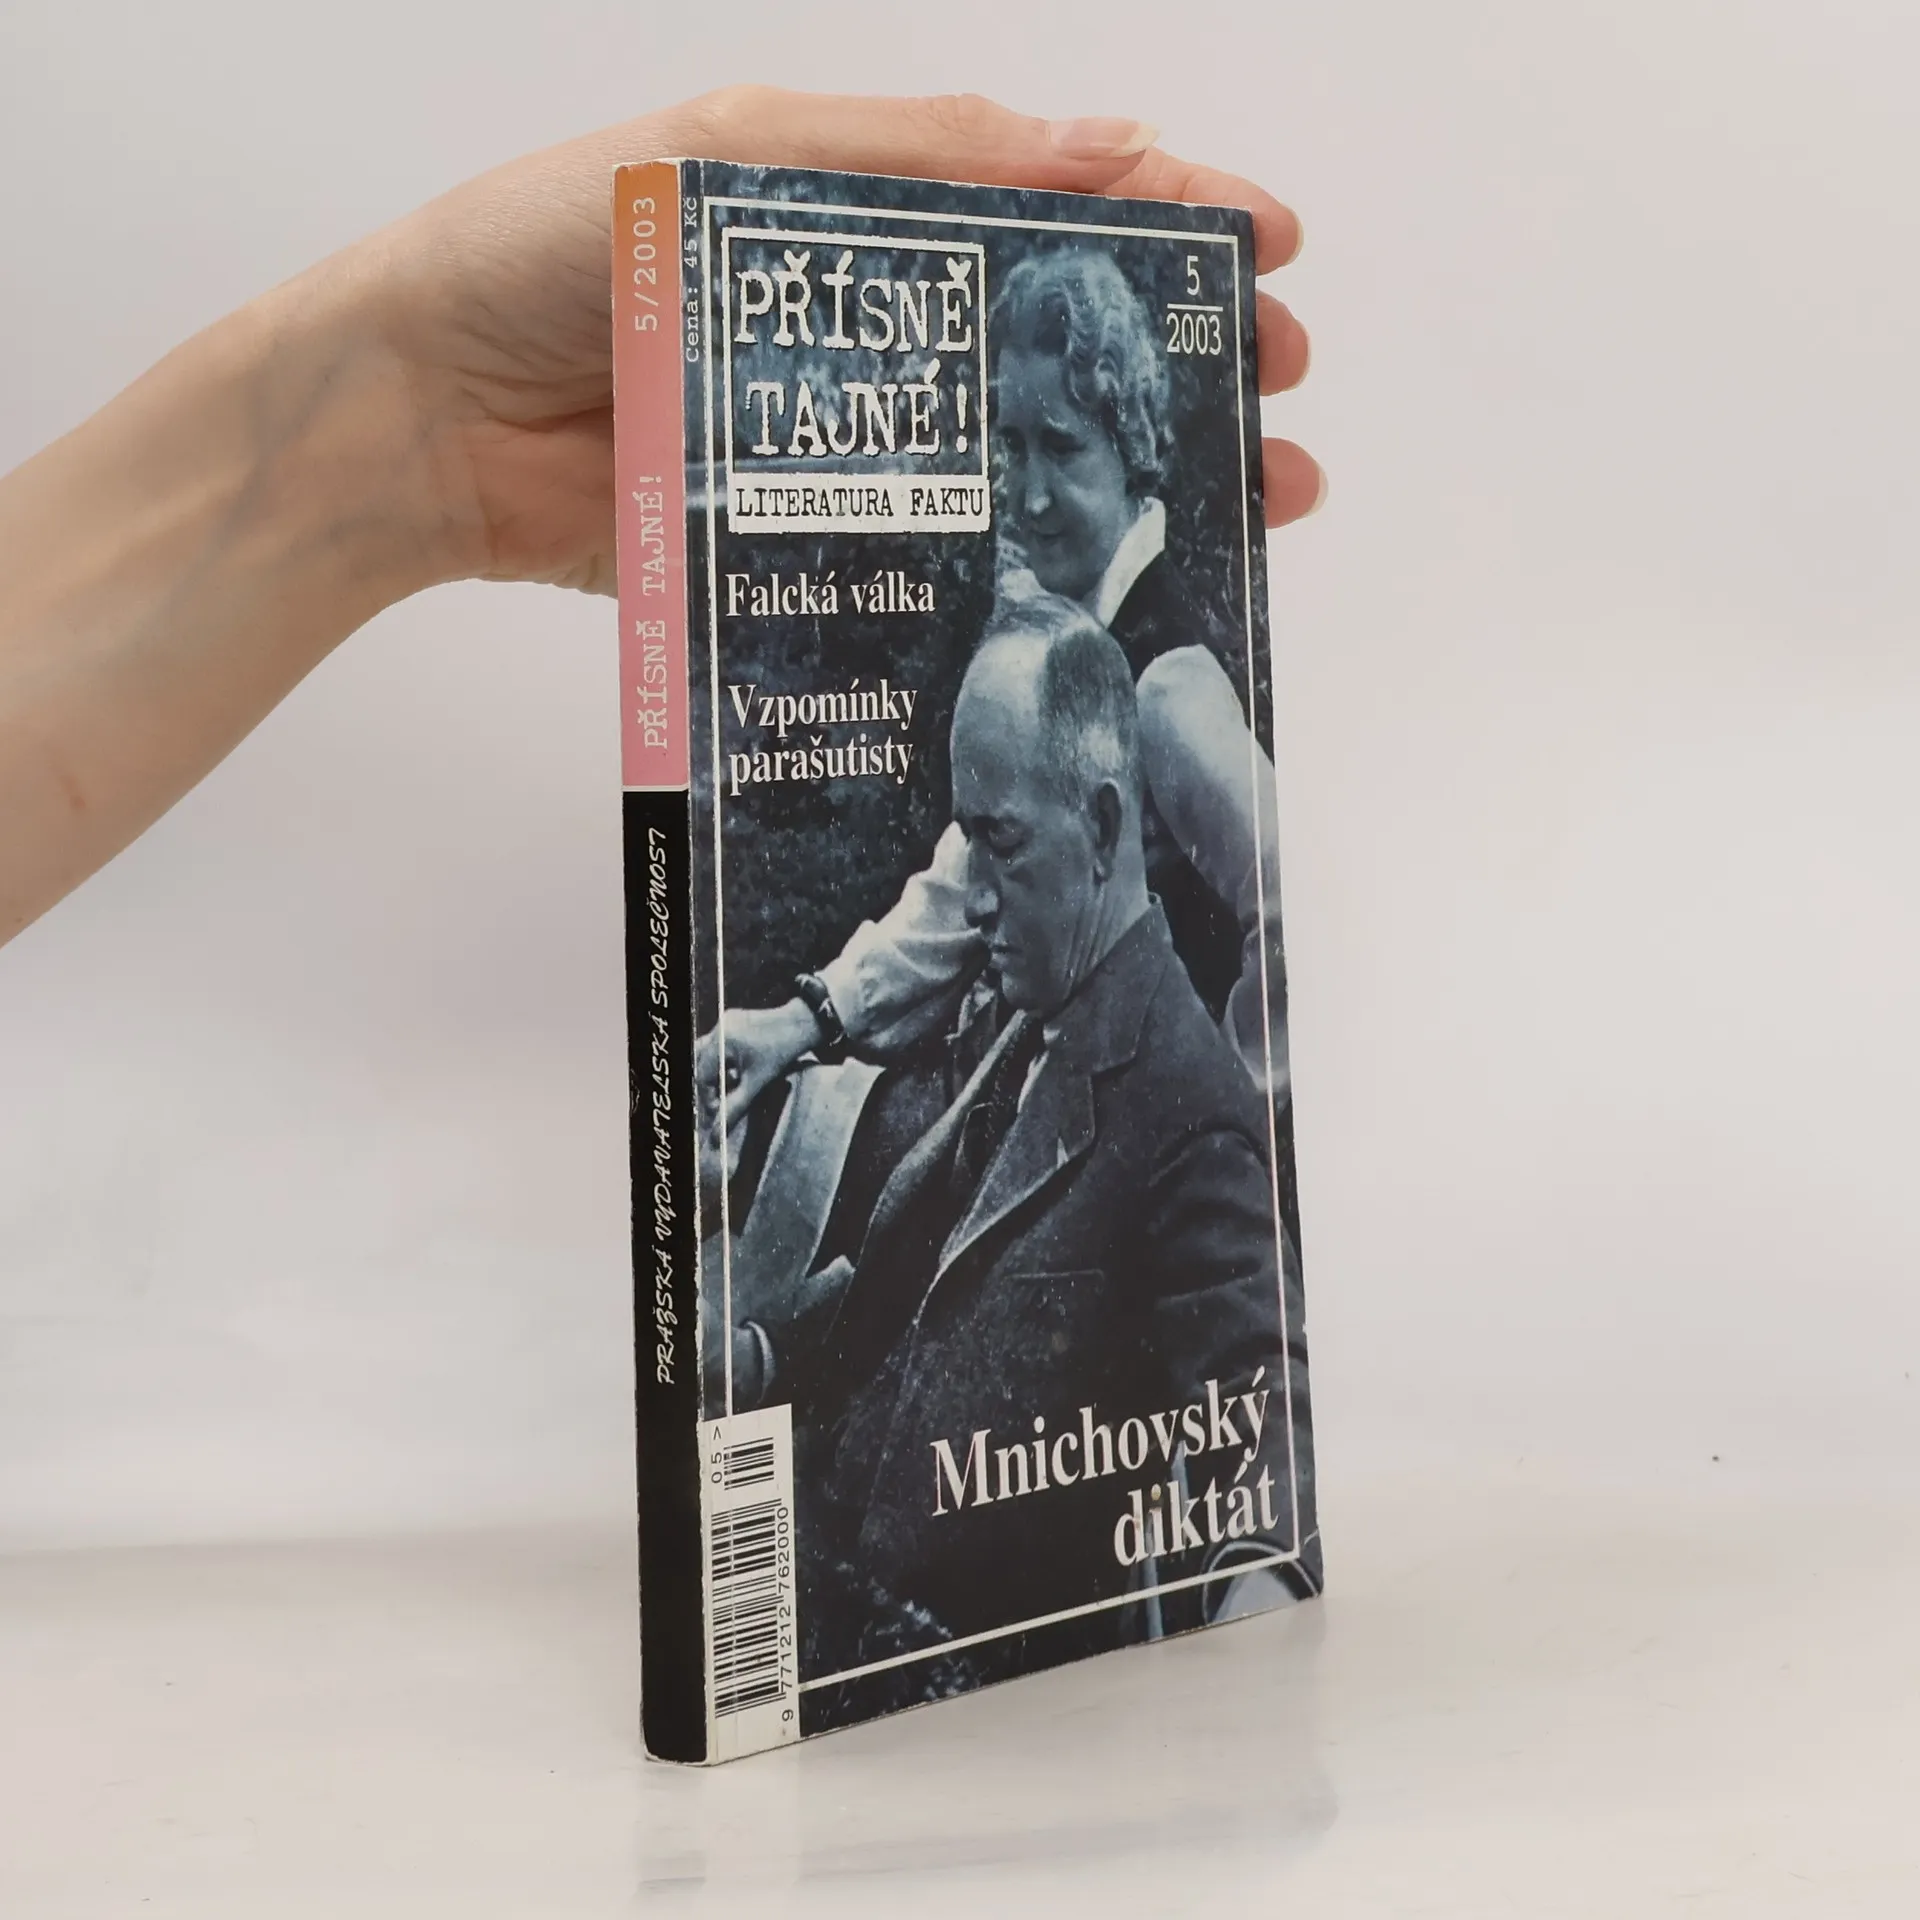 5/2003
PŘÍSNĚ TAJNÉ!
PRAŽSKÁ VYDAVATELSKÁ SPOLEČNOST
Cena: 45 Kč
PŘÍSNĚ
TAJNÉ!
LITERATURA FAKTU
5
2003
Falcká válka
Vzpomínky
parašutisty
Mnichovský
diktát
05>
9 771212 762000